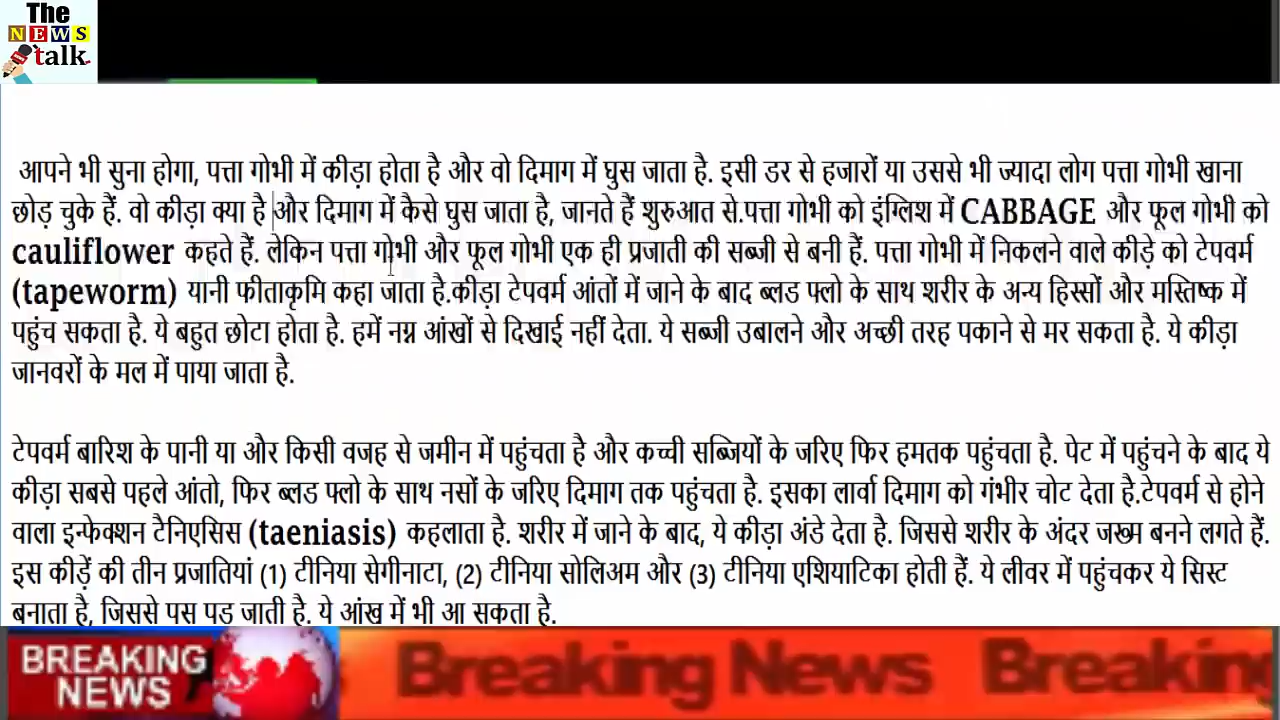 The
NEWS
talk.
आपने भी सुना होगा, पत्ता गोभी में कीड़ा होता है और वो दिमाग में घुस जाता है. इसी डर से हजारों या उससे भी ज्यादा लोग पत्ता गोभी खाना
छोड़ चुके हैं. वो कीड़ा क्या है और दिमाग में कैसे घुस जाता है, जानते हैं शुरुआत से.पत्ता गोभी को इंग्लिश में CABBAGE और फूल गोभी को
cauliflower कहते हैं. लेकिन पत्ता गोभी और फूल गोभी एक ही प्रजाती की सब्जी से बनी हैं. पत्ता गोभी में निकलने वाले कीड़े को टेपवर्म
(tapeworm) यानी फीताकृमि कहा जाता है.कीड़ा टेपवर्म आंतों में जाने के बाद ब्लड फ्लो के साथ शरीर के अन्य हिस्सों और मस्तिष्क में
पहुंच सकता है. ये बहुत छोटा होता है. हमें नग्न आंखों से दिखाई नहीं देता. ये सब्जी उबालने और अच्छी तरह पकाने से मर सकता है. ये कीड़ा
जानवरों के मल में पाया जाता है.
टेपवर्म बारिश के पानी या और किसी वजह से जमीन में पहुंचता है और कच्ची सब्जियों के जरिए फिर हमतक पहुंचता है. पेट में पहुंचने के बाद ये
कीड़ा सबसे पहले आंतो, फिर ब्लड फ्लो के साथ नसों के जरिए दिमाग तक पहुंचता है. इसका लार्वा दिमाग को गंभीर चोट देता है.टेपवर्म से होने
वाला इन्फेक्शन टैनिएसिस (taeniasis) कहलाता है. शरीर में जाने के बाद, ये कीड़ा अंडे देता है. जिससे शरीर के अंदर जख्म बनने लगते हैं.
इस कीड़ें की तीन प्रजातियां (1) टीनिया सेगीनाटा, (2) टीनिया सोलिअम और (3) टीनिया एशियाटिका होती हैं. ये लीवर में पहुंचकर ये सिस्ट
बनाता है, जिससे पस पड़ जाती है. ये आंख में भी आ सकता है.
BREAKING
NEWS
Breaking News Breaking